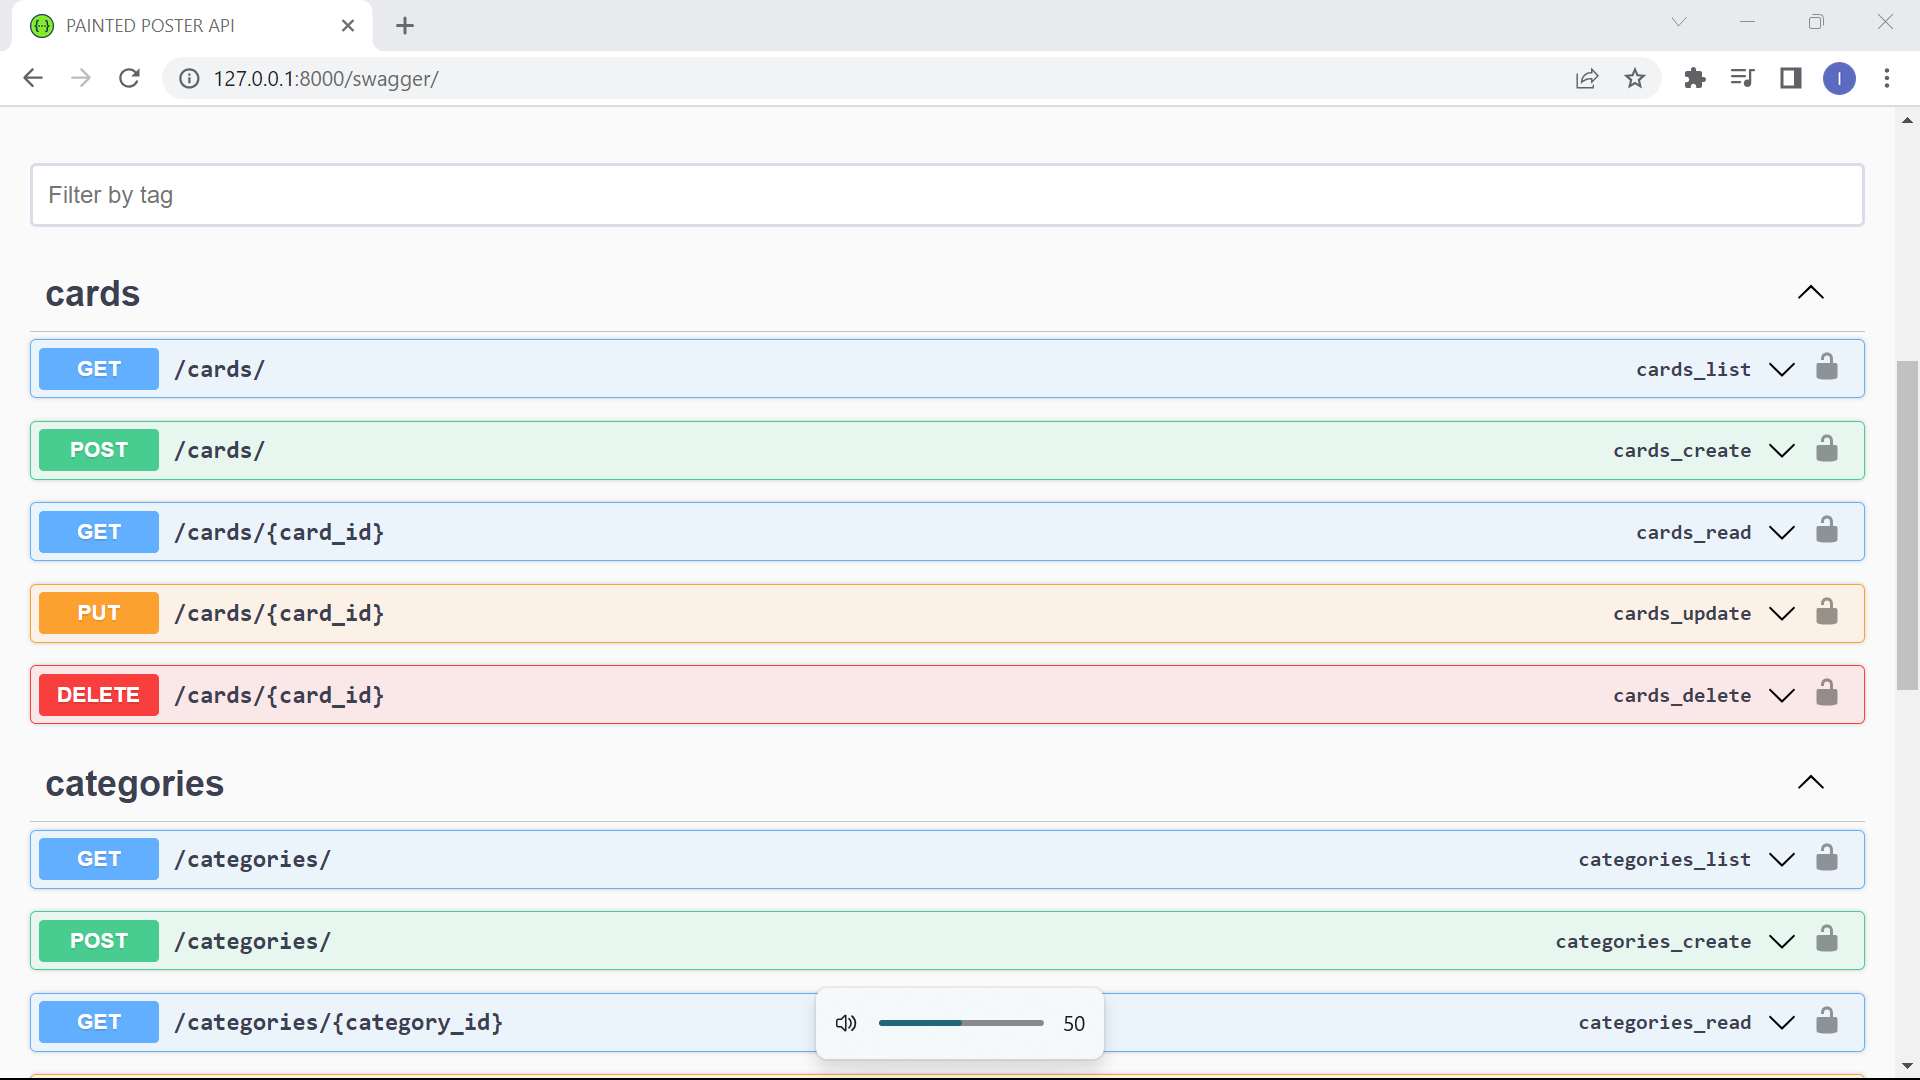 PAINTED POSTER API
127.0.0.1:8000/swagger/
I
Filter by tag
cards
GET /cards/ cards_list
POST /cards/ cards_create
GET /cards/{card_id} cards_read
PUT /cards/{card_id} cards_update
DELETE /cards/{card_id} cards_delete
categories
GET /categories/ categories_list
POST /categories/ categories_create
GET /categories/{category_id} categories_read
50